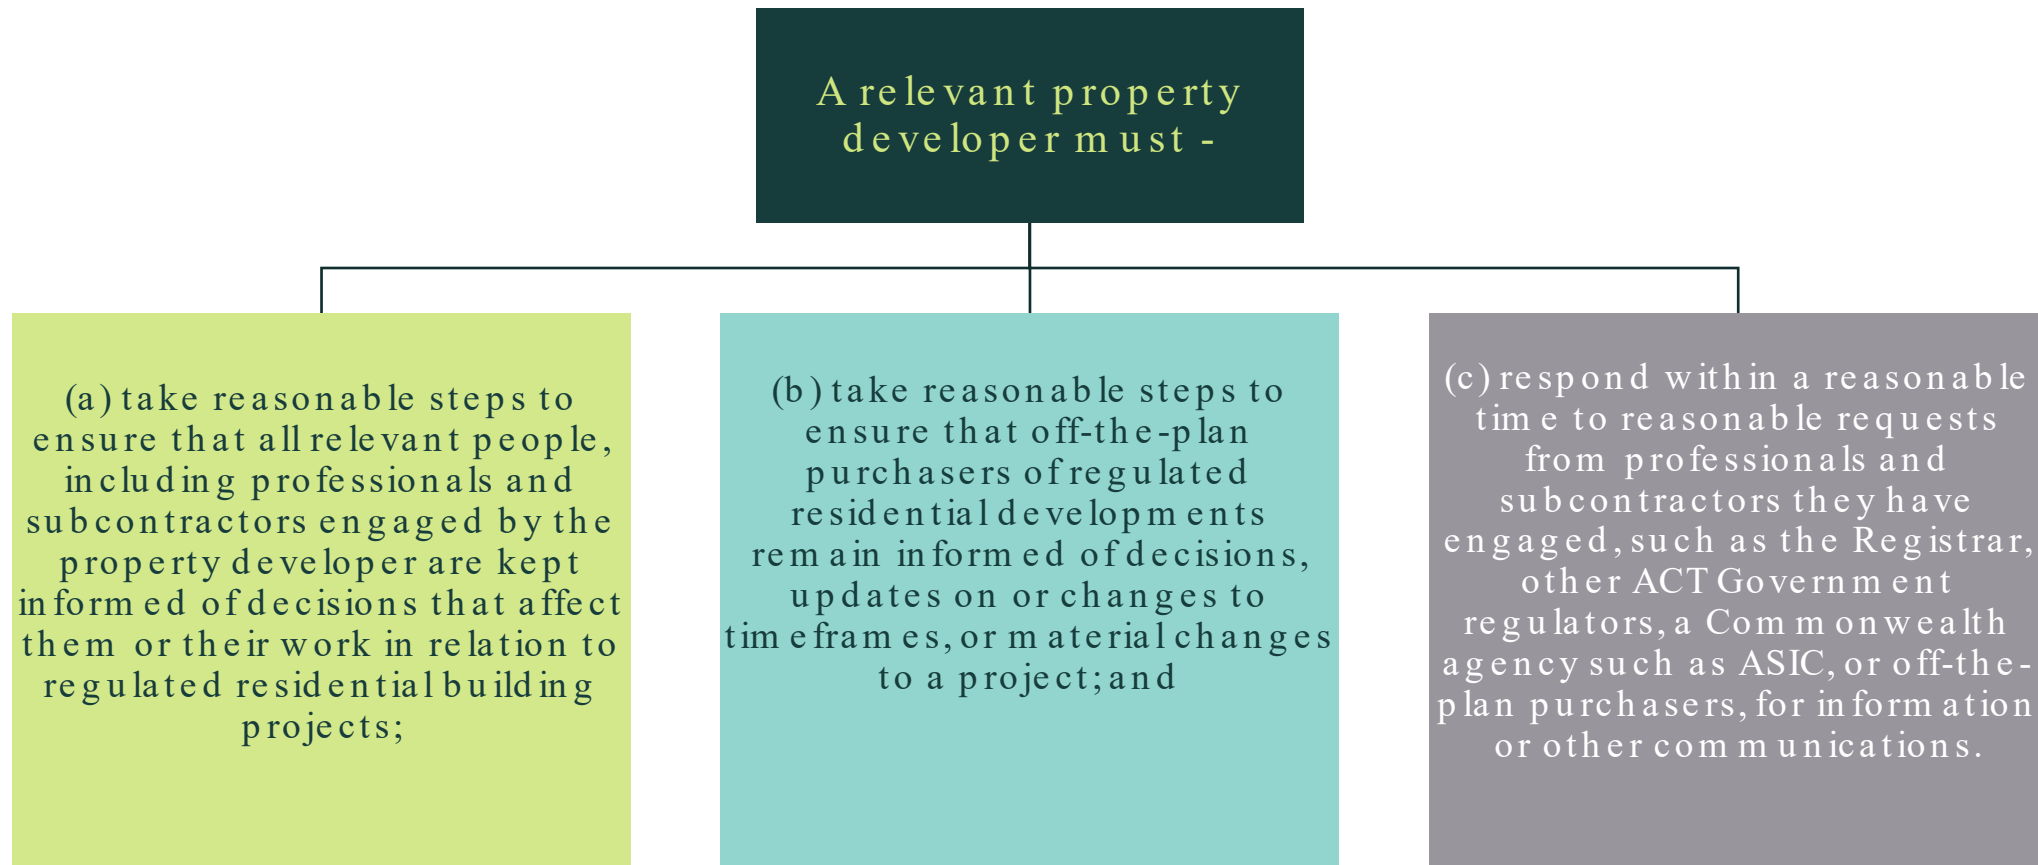 A relevant property
developer must -
(a) take reasonable steps to
ensure that all relevant people,
including professionals and
subcontractors engaged by the
property developer are kept
informed of decisions that affect
them or their work in relation to
regulated residential building
projects;
(b) take reasonable steps to
ensure that off-the-plan
purchasers of regulated
residential developments
remain informed of decisions,
updates on or changes to
timeframes, or material changes
to a project; and
(c) respond within a reasonable
time to reasonable requests
from professionals and
subcontractors they have
engaged, such as the Registrar,
other ACT Government
regulators, a Commonwealth
agency such as ASIC, or off-the-
plan purchasers, for information
or other communications.